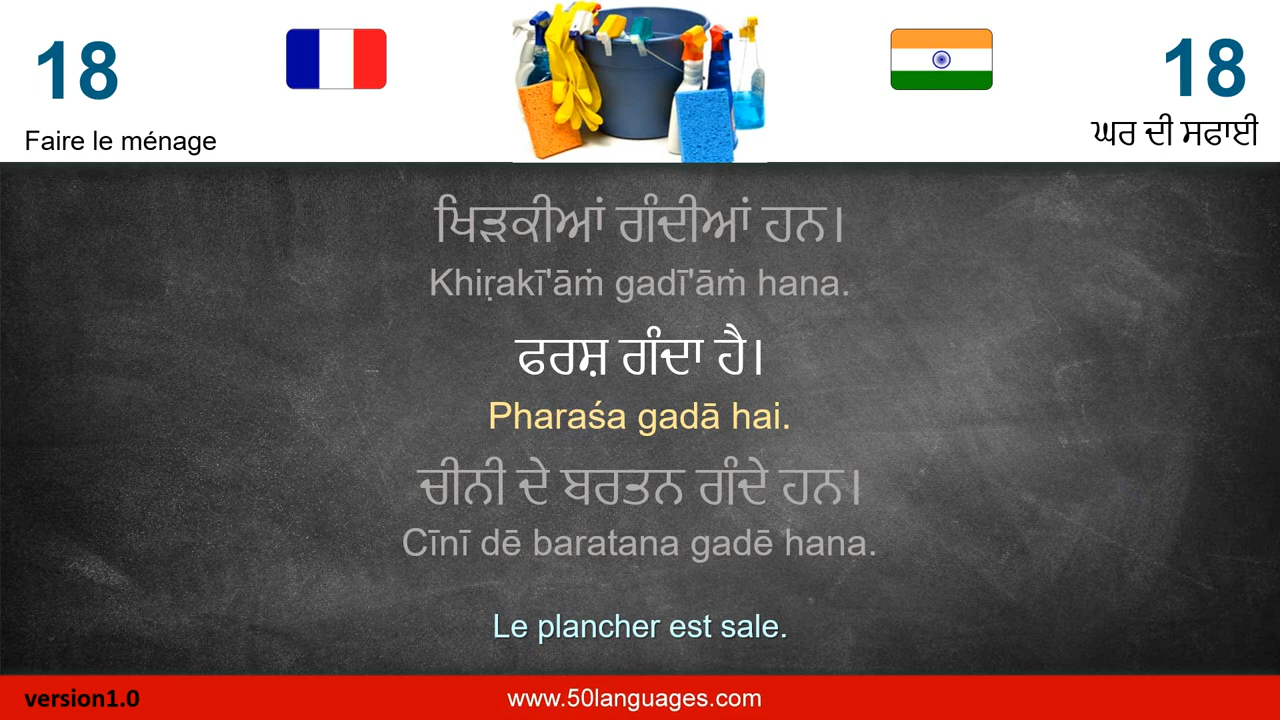 18
18
Faire le ménage
ਘਰ ਦੀ ਸਫਾਈ
ਖਿੜਕੀਆਂ ਗੰਦੀਆਂ ਹਨ।
Khiṛakī'āṁ gadī'āṁ hana.
ਫਰਸ਼ ਗੰਦਾ ਹੈ।
Pharaśa gadā hai.
ਚੀਨੀ ਦੇ ਬਰਤਨ ਗੰਦੇ ਹਨ।
Cīnī dē baratana gadē hana.
Le plancher est sale.
version1.0
www.50languages.com